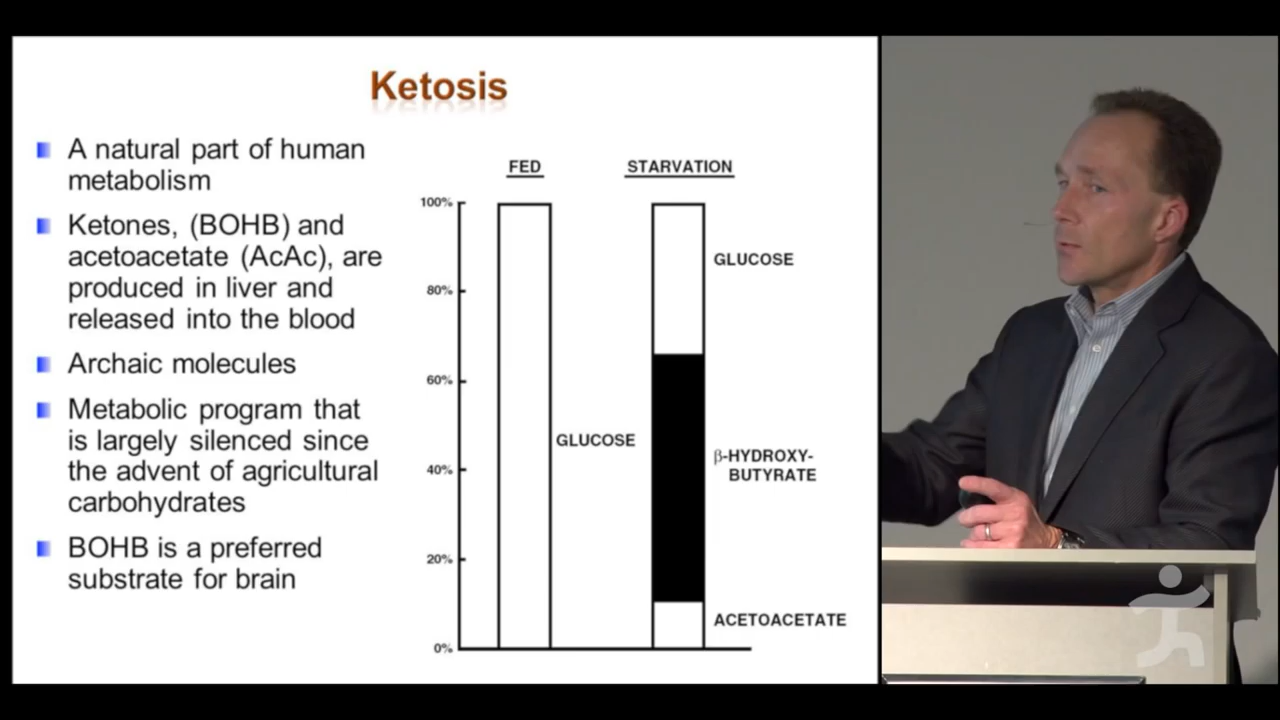 Ketosis
A natural part of human
metabolism
Ketones, (BOHB) and
acetoacetate (AcAc), are
produced in liver and
released into the blood
Archaic molecules
Metabolic program that
is largely silenced since
the advent of agricultural
carbohydrates
BOHB is a preferred
substrate for brain
FED
STARVATION
100%
80%
60%
40%
20%
0%
GLUCOSE
GLUCOSE
β-HYDROXY-
BUTYRATE
ACETOACETATE